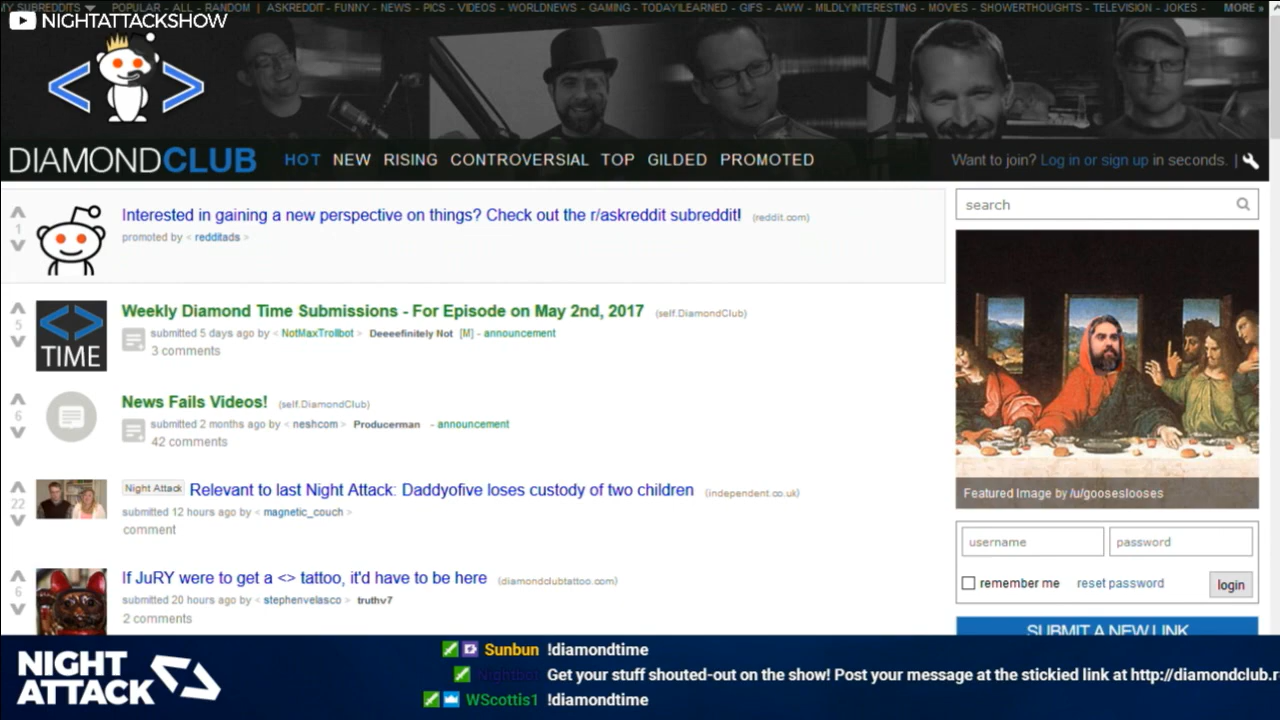 MY SUBREDDITS POPULAR - ALL - RANDOM | ASKREDDIT - FUNNY - NEWS - PICS - VIDEOS - WORLDNEWS - GAMING - TODAYILEARNED - GIFS - AWW - MILDLYINTERESTING - MOVIES - SHOWERTHOUGHTS - TELEVISION - JOKES - MORE »
NIGHTATTACKSHOW
DIAMONDCLUB HOT NEW RISING CONTROVERSIAL TOP GILDED PROMOTED Want to join? Log in or sign up in seconds. |
search
1
Interested in gaining a new perspective on things? Check out the r/askreddit subreddit! (reddit.com)
promoted by < redditads >
5
<> TIME
Weekly Diamond Time Submissions - For Episode on May 2nd, 2017 (self.DiamondClub)
submitted 5 days ago by < NotMaxTrollbot > Deeeefinitely Not [M] - announcement
3 comments
6
News Fails Videos! (self.DiamondClub)
submitted 2 months ago by < neshcom > Producerman - announcement
42 comments
22
Night Attack Relevant to last Night Attack: Daddyofive loses custody of two children (independent.co.uk)
submitted 12 hours ago by < magnetic_couch >
comment
6
If JuRY were to get a <> tattoo, it'd have to be here (diamondclubtattoo.com)
submitted 20 hours ago by < stephenvelasco > truthv7
2 comments
Featured Image by /u/gooseslooses
username password
remember me reset password login
SUBMIT A NEW LINK
NIGHT
ATTACK
Sunbun !diamondtime
Nightbot Get your stuff shouted-out on the show! Post your message at the stickied link at http://diamondclub.r
WScottis1 !diamondtime